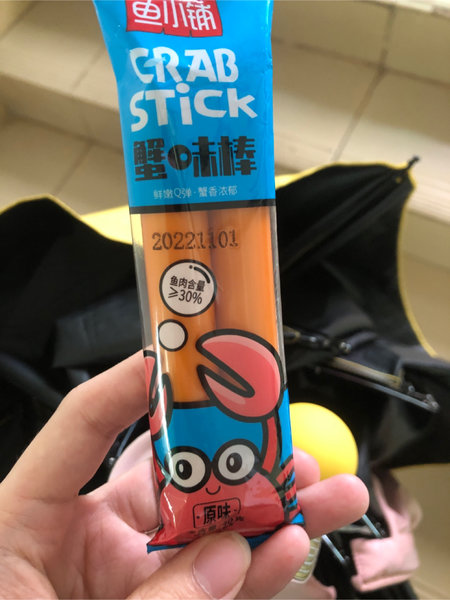 鱼小铺
CRAB
STiCK
蟹味棒
鲜嫩Q弹·蟹香浓郁
20221101
鱼肉含量
≥30%
原味